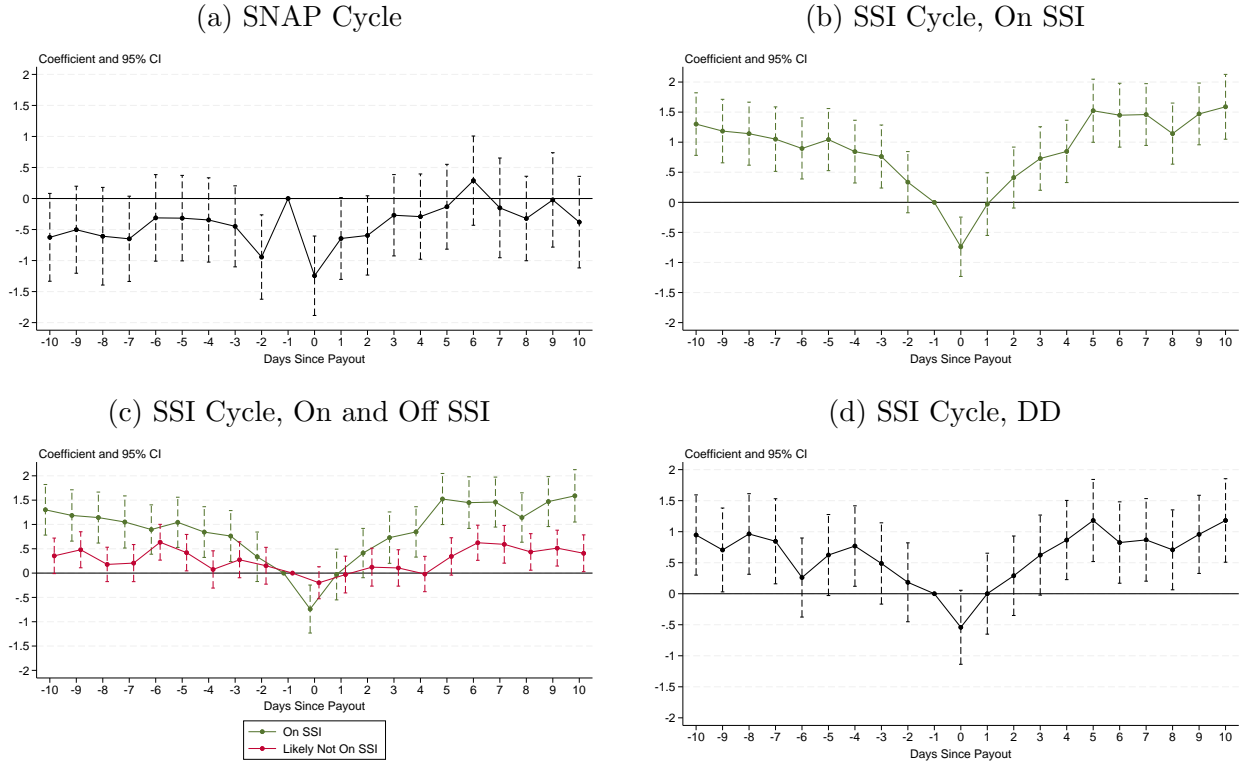 (a) SNAP Cycle
Coefficient and 95% CI
2
1.5
1
.5
0
-.5
-1
-1.5
-2
-10 -9 -8 -7 -6 -5 -4 -3 -2 -1 0 1 2 3 4 5 6 7 8 9 10
Days Since Payout
(b) SSI Cycle, On SSI
Coefficient and 95% CI
2
1.5
1
.5
0
-.5
-1
-1.5
-2
-10 -9 -8 -7 -6 -5 -4 -3 -2 -1 0 1 2 3 4 5 6 7 8 9 10
Days Since Payout
(c) SSI Cycle, On and Off SSI
Coefficient and 95% CI
2
1.5
1
.5
0
-.5
-1
-1.5
-2
-10 -9 -8 -7 -6 -5 -4 -3 -2 -1 0 1 2 3 4 5 6 7 8 9 10
Days Since Payout
On SSI
Likely Not On SSI
(d) SSI Cycle, DD
Coefficient and 95% CI
2
1.5
1
.5
0
-.5
-1
-1.5
-2
-10 -9 -8 -7 -6 -5 -4 -3 -2 -1 0 1 2 3 4 5 6 7 8 9 10
Days Since Payout